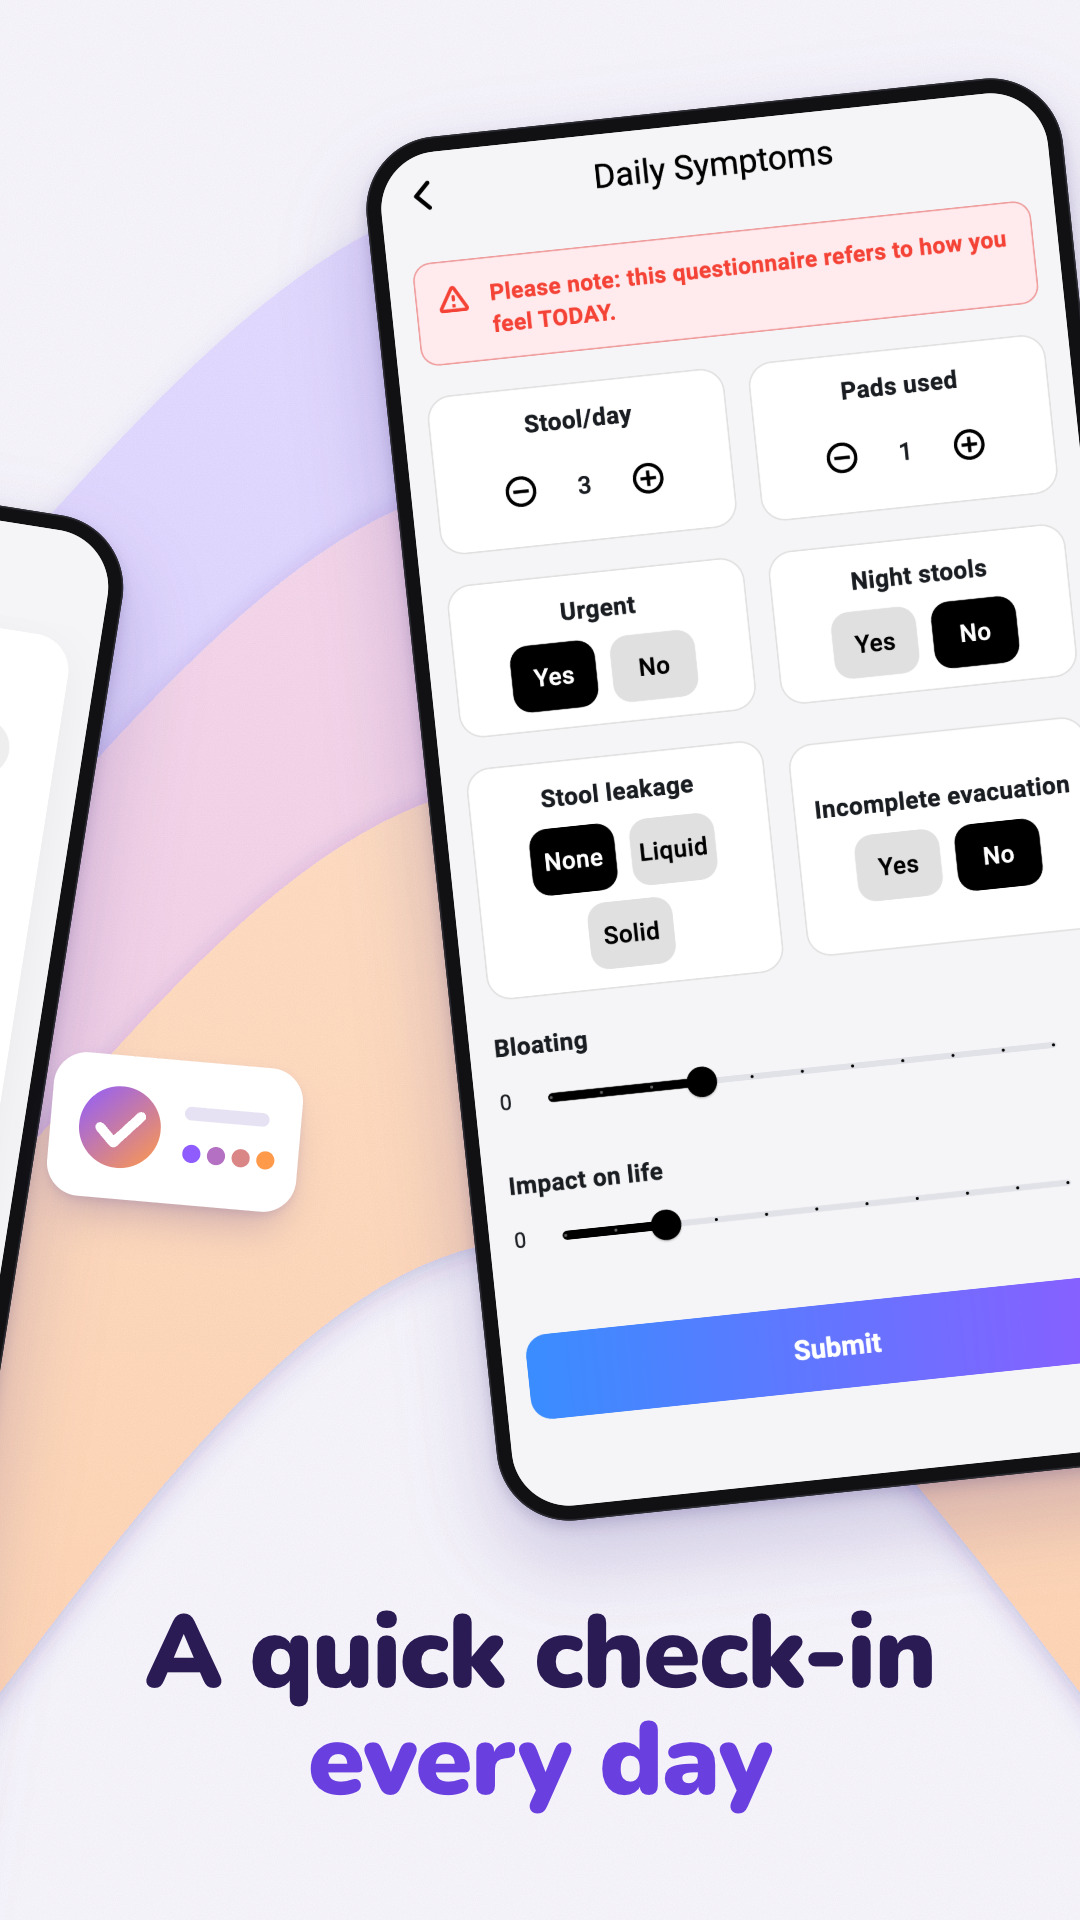 Daily Symptoms
Please note: this questionnaire refers to how you
feel TODAY.
Stool/day
3
Pads used
1
Urgent
Yes No
Night stools
Yes No
Stool leakage
None Liquid
Solid
Incomplete evacuation
Yes No
Bloating
0
Impact on life
0
Submit
A quick check-in
every day